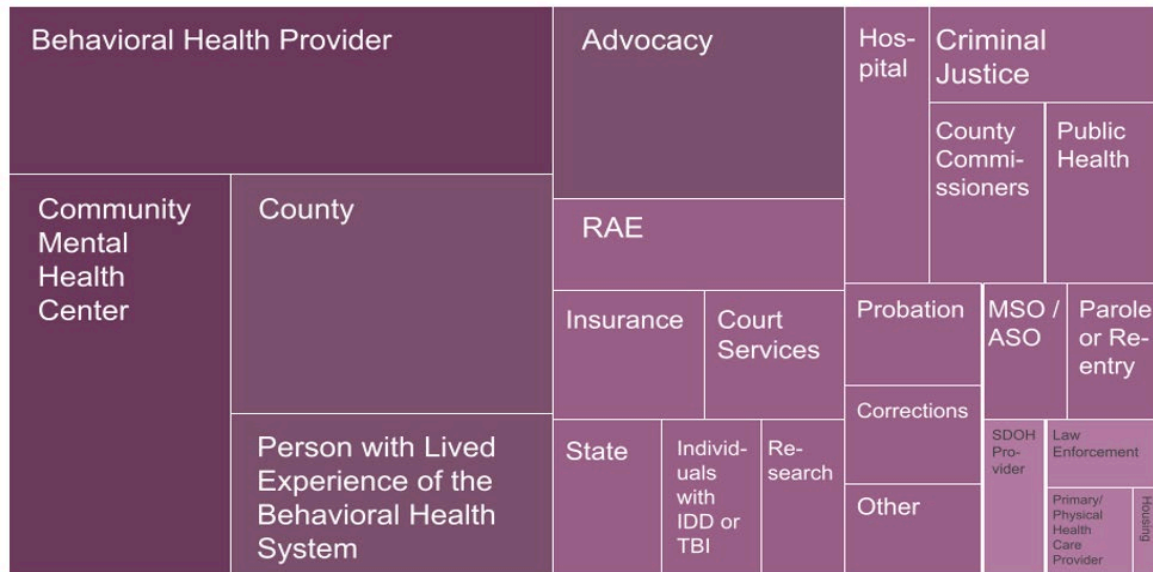 Behavioral Health Provider
Community
Mental
Health
Center
County
Person with Lived
Experience of the
Behavioral Health
System
Advocacy
RAE
Insurance
Court
Services
State
Individ-
uals
with
IDD or
TBI
Re-
search
Hos-
pital
Criminal
Justice
County
Commi-
ssioners
Public
Health
Probation
Corrections
Other
MSO /
ASO
Parole
or Re-
entry
SDOH
Pro-
vider
Law
Enforcement
Primary/
Physical
Health
Care
Provider
Housing